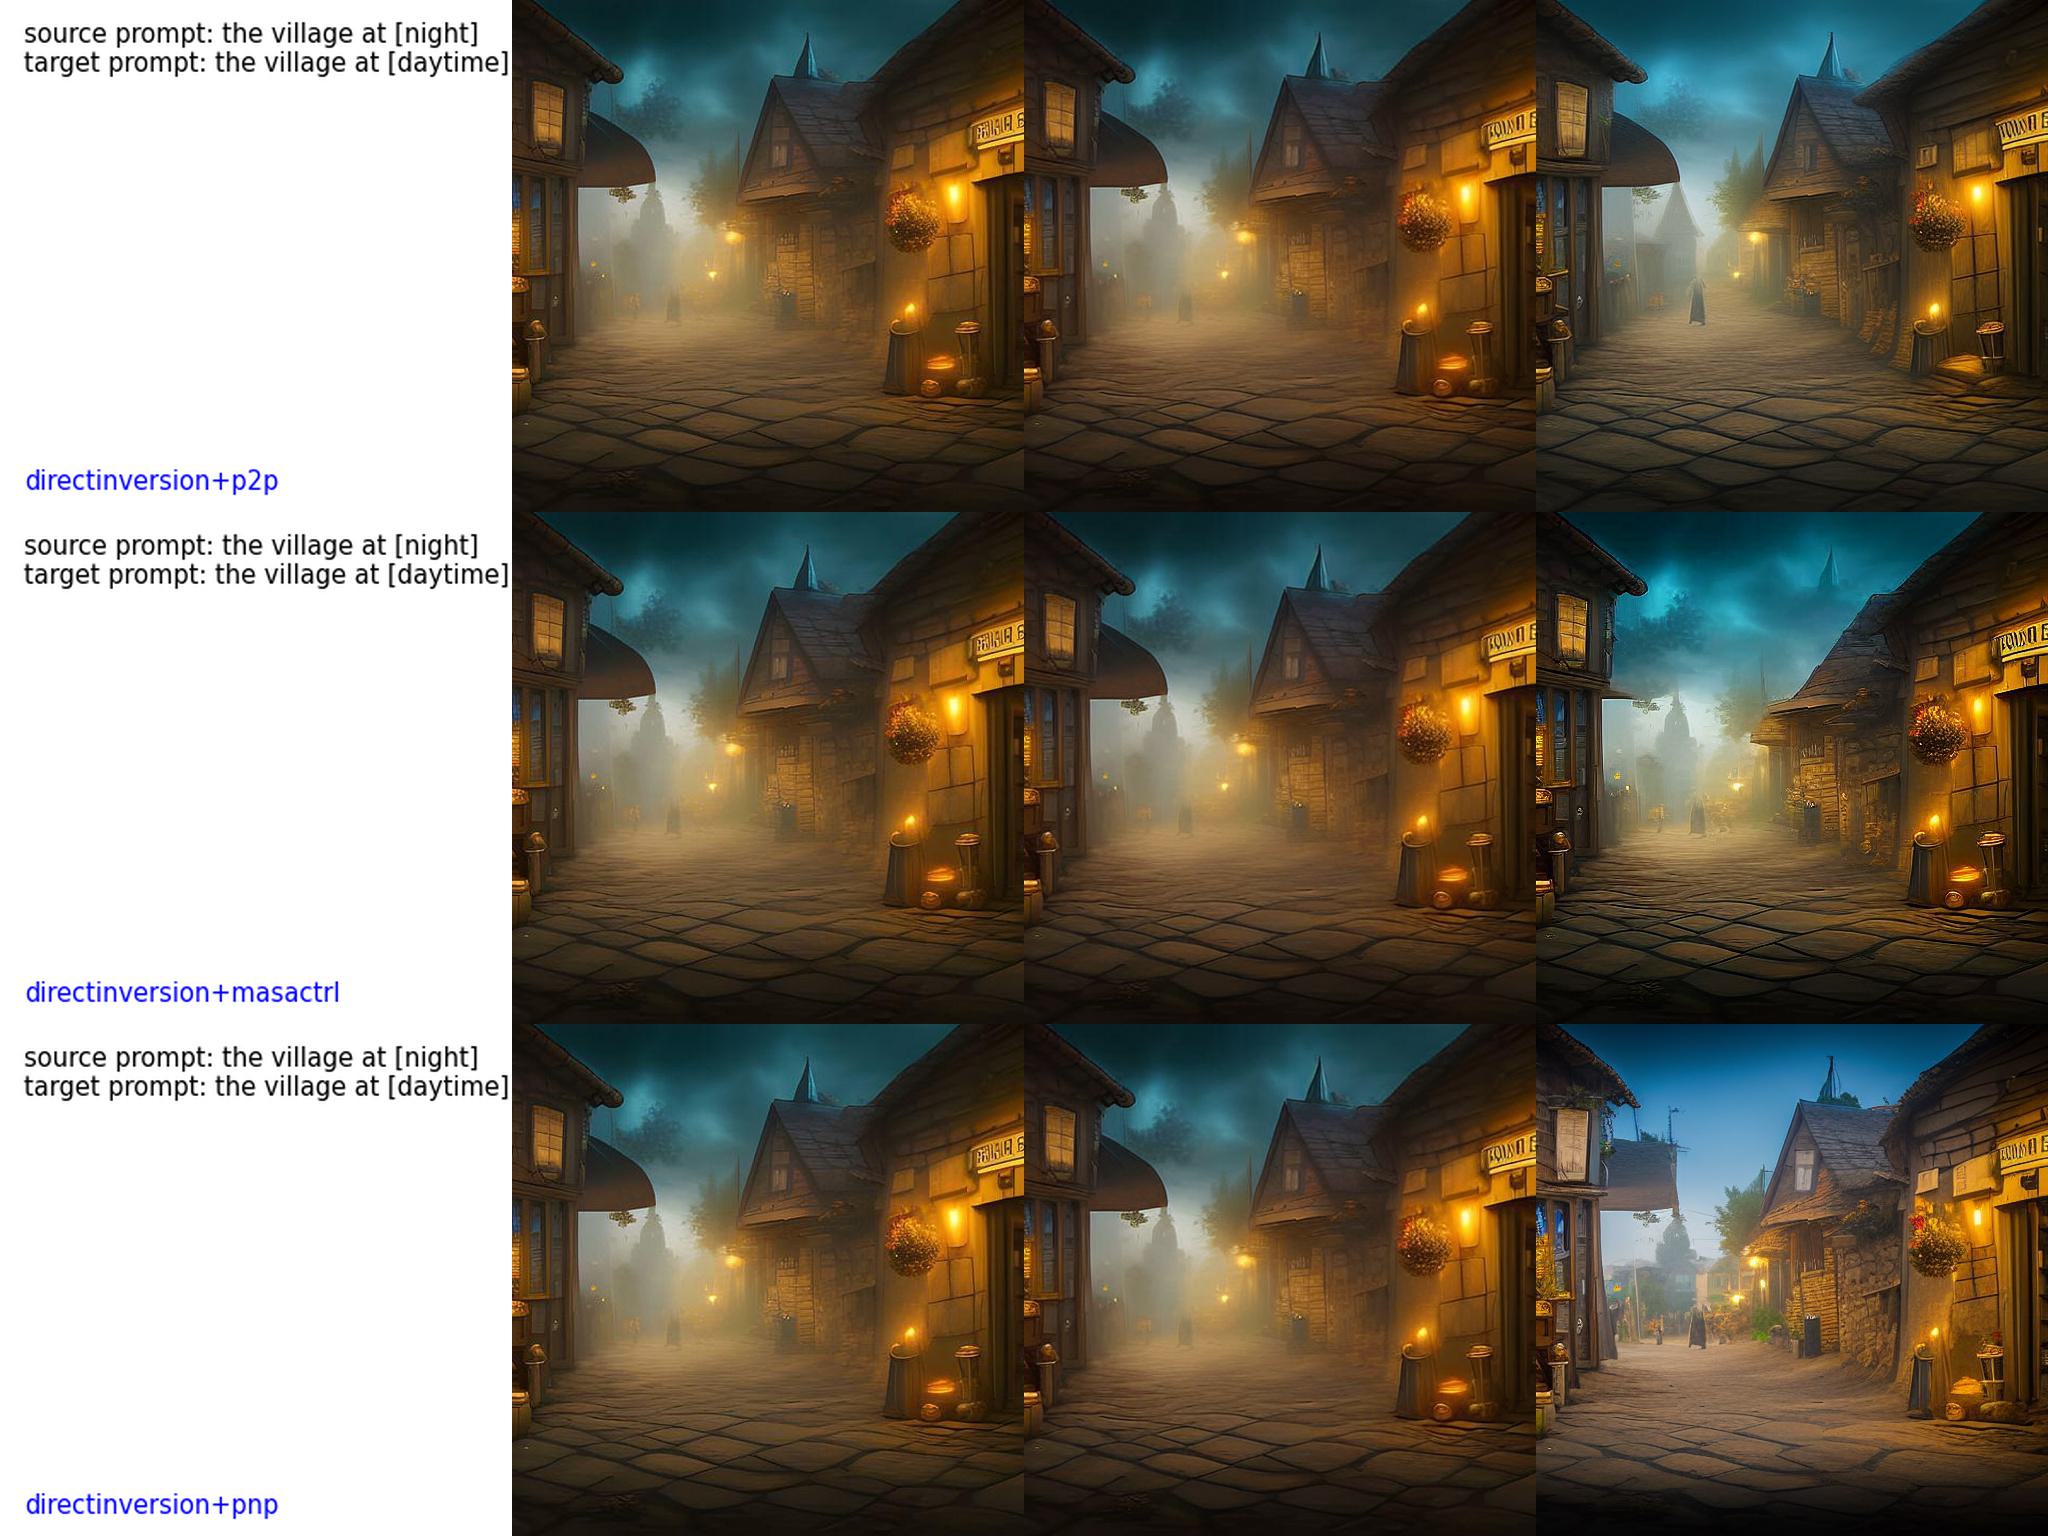 source prompt: the village at [night]
target prompt: the village at [daytime]
directinversion+p2p
source prompt: the village at [night]
target prompt: the village at [daytime]
directinversion+masactrl
source prompt: the village at [night]
target prompt: the village at [daytime]
directinversion+pnp